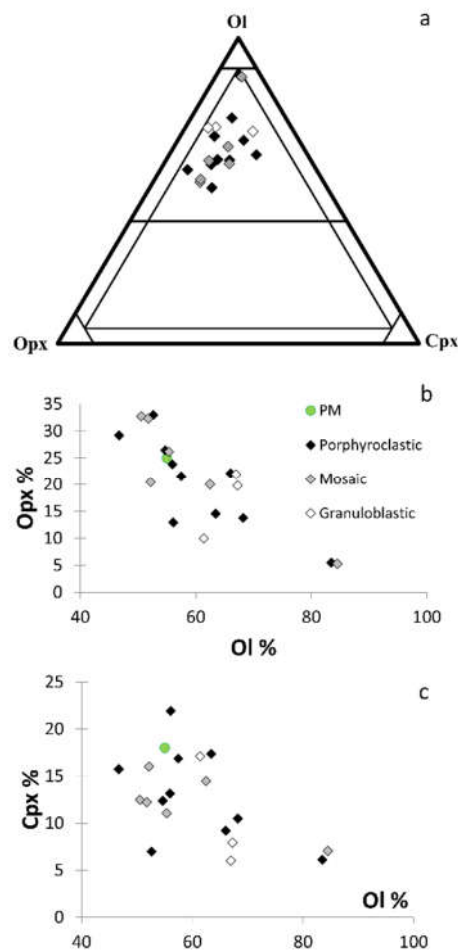 Ol
a
Opx
Cpx
b
35
30
25
20
15
10
5
0
Opx %
PM
Porphyroclastic
Mosaic
Granuloblastic
40 60 80 100
Ol %
c
25
20
15
10
5
0
Cpx %
Ol %
40 60 80 100